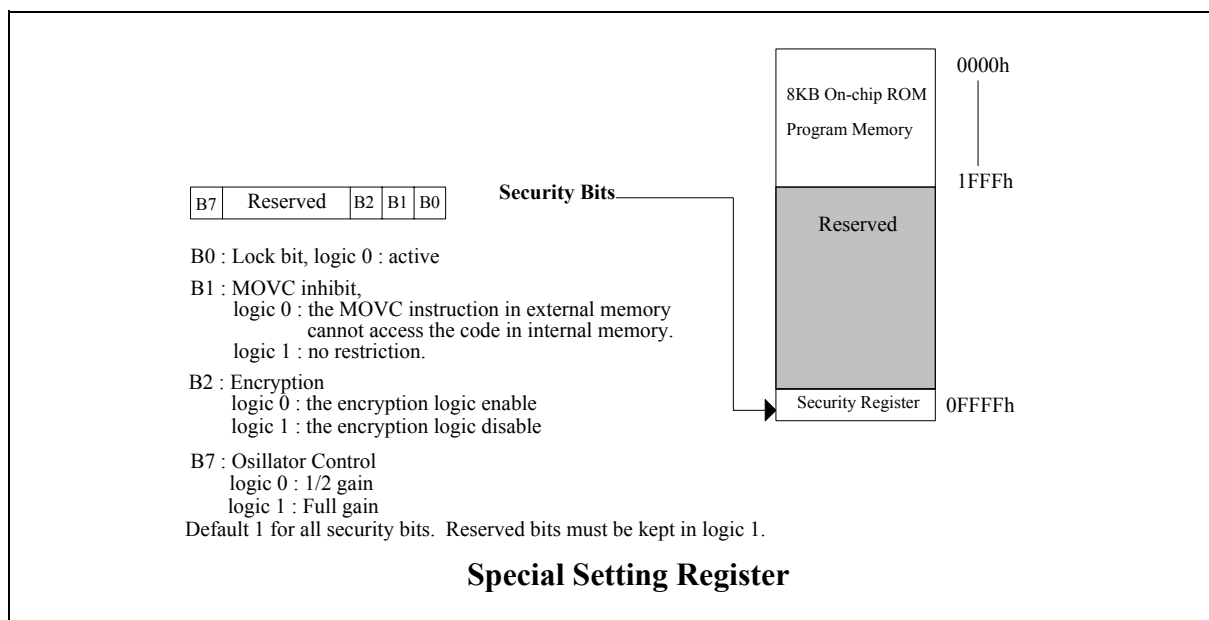 0000h
8KB On-chip ROM
Program Memory
1FFFh
B7 Reserved B2 B1 B0
Security Bits
Reserved
B0 : Lock bit, logic 0 : active
B1 : MOVC inhibit,
logic 0 : the MOVC instruction in external memory
cannot access the code in internal memory.
logic 1 : no restriction.
B2 : Encryption
logic 0 : the encryption logic enable
logic 1 : the encryption logic disable
Security Register 0FFFFh
B7 : Osillator Control
logic 0 : 1/2 gain
logic 1 : Full gain
Default 1 for all security bits. Reserved bits must be kept in logic 1.
Special Setting Register